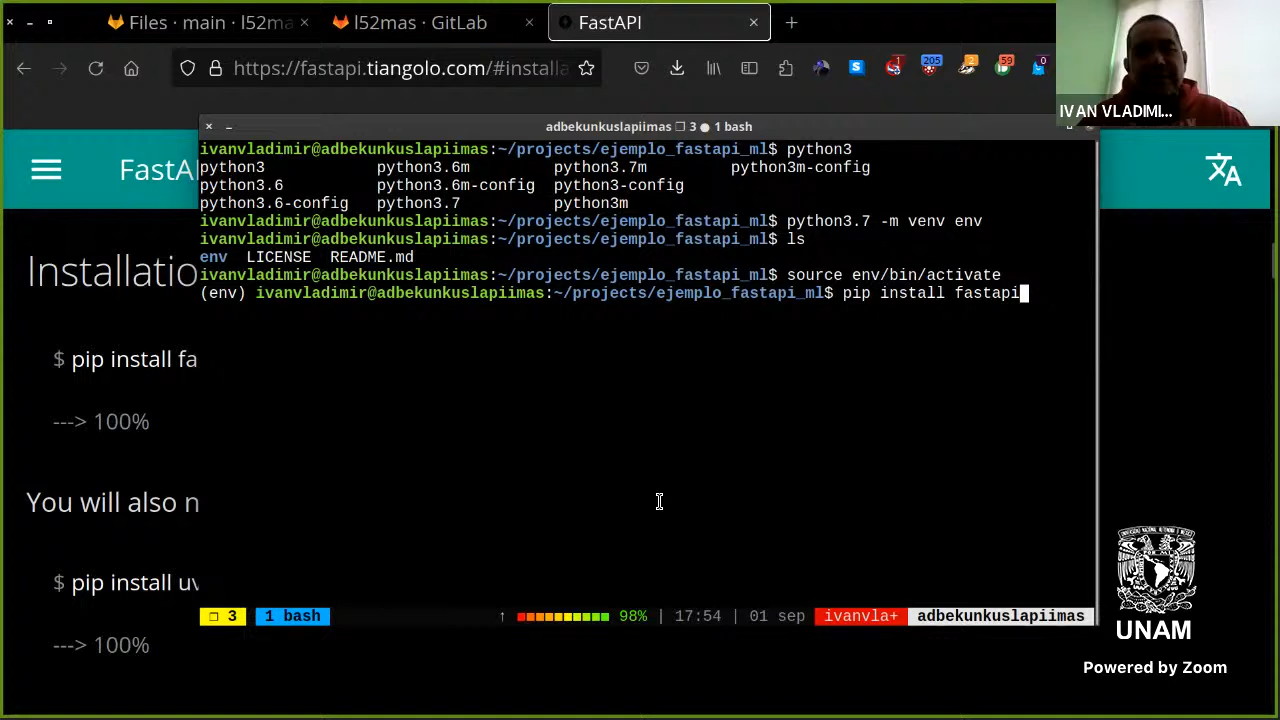 Files · main · l52ma
l52mas · GitLab
FastAPI
https://fastapi.tiangolo.com/#installa
1
205
2
59
0
IVAN VLADIMI...
adbekunkuslapiimas ❐ 3 ● 1 bash
FastA
ivanvladimir@adbekunkuslapiimas:~/projects/ejemplo_fastapi_ml$ python3
python3 python3.6m python3.7m python3m-config
python3.6 python3.6m-config python3-config
python3.6-config python3.7 python3m
ivanvladimir@adbekunkuslapiimas:~/projects/ejemplo_fastapi_ml$ python3.7 -m venv env
ivanvladimir@adbekunkuslapiimas:~/projects/ejemplo_fastapi_ml$ ls
env LICENSE README.md
ivanvladimir@adbekunkuslapiimas:~/projects/ejemplo_fastapi_ml$ source env/bin/activate
(env) ivanvladimir@adbekunkuslapiimas:~/projects/ejemplo_fastapi_ml$ pip install fastapi
Installatio
$ pip install fa
---> 100%
You will also n
$ pip install uv
---> 100%
❐ 3 1 bash ↑ 98% | 17:54 | 01 sep ivanvla+ adbekunkuslapiimas
UNAM
Powered by Zoom